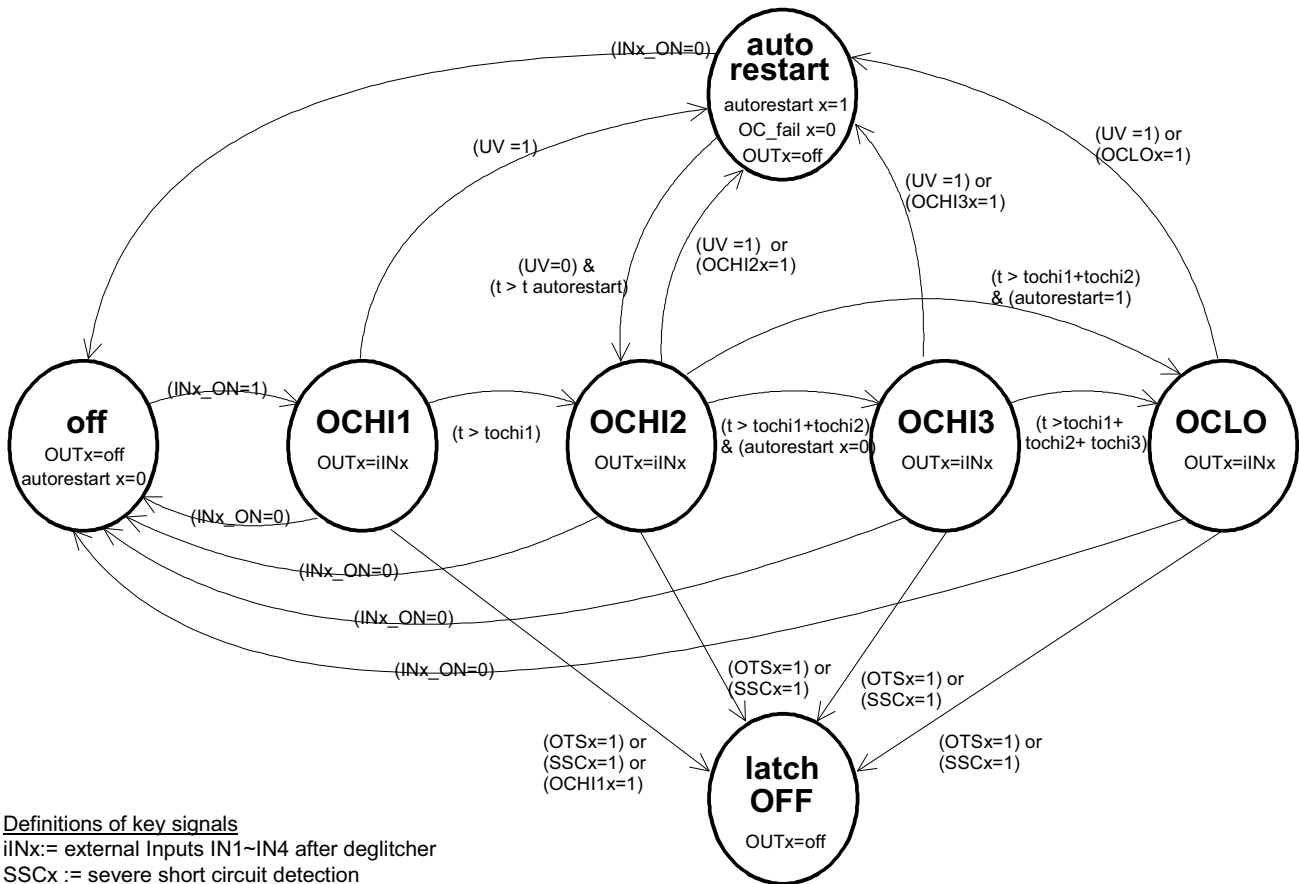 (INx_ON=0)
auto
restart
autorestart x=1
OC_fail x=0
OUTx=off
(UV =1)
(UV =1) or
(OCLOx=1)
(UV =1) or
(OCHI3x=1)
(UV =1) or
(OCHI2x=1)
(UV=0) &
(t > t autorestart)
(t > tochi1+tochi2)
& (autorestart=1)
(INx_ON=1)
off
OUTx=off
autorestart x=0
OCHI1
OUTx=iINx
(t > tochi1)
OCHI2
OUTx=iINx
(t > tochi1+tochi2)
& (autorestart x=0)
OCHI3
OUTx=iINx
(t >tochi1+
tochi2+ tochi3)
OCLO
OUTx=iINx
(INx_ON=0)
(INx_ON=0)
(INx_ON=0)
(INx_ON=0)
(OTSx=1) or
(SSCx=1)
(OTSx=1) or
(SSCx=1)
(OTSx=1) or
(SSCx=1) or
(OCHI1x=1)
(OTSx=1) or
(SSCx=1)
latch
OFF
OUTx=off
Definitions of key signals
iINx:= external Inputs IN1~IN4 after deglitcher
SSCx := severe short circuit detection